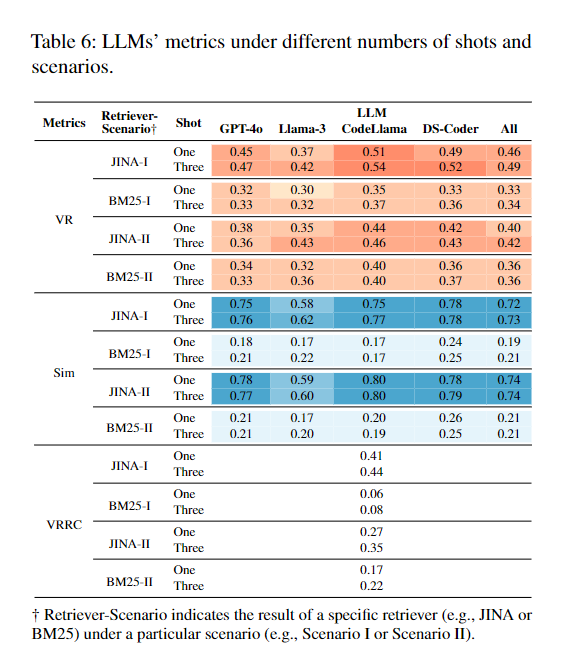 Table 6: LLMs' metrics under different numbers of shots and
scenarios.
Metrics Retriever-Scenario† Shot LLM
GPT-4o Llama-3 CodeLlama DS-Coder All
VR
JINA-I One 0.45 0.37 0.51 0.49 0.46
Three 0.47 0.42 0.54 0.52 0.49
BM25-I One 0.32 0.30 0.35 0.33 0.33
Three 0.33 0.32 0.37 0.36 0.34
JINA-II One 0.38 0.35 0.44 0.42 0.40
Three 0.36 0.43 0.46 0.43 0.42
BM25-II One 0.34 0.32 0.40 0.36 0.36
Three 0.33 0.36 0.40 0.37 0.36
Sim
JINA-I One 0.75 0.58 0.75 0.78 0.72
Three 0.76 0.62 0.77 0.78 0.73
BM25-I One 0.18 0.17 0.17 0.24 0.19
Three 0.21 0.22 0.17 0.25 0.21
JINA-II One 0.78 0.59 0.80 0.78 0.74
Three 0.77 0.60 0.80 0.79 0.74
BM25-II One 0.21 0.17 0.20 0.26 0.21
Three 0.21 0.20 0.19 0.25 0.21
VRRC
JINA-I One 0.41
Three 0.44
BM25-I One 0.06
Three 0.08
JINA-II One 0.27
Three 0.35
BM25-II One 0.17
Three 0.22
† Retriever-Scenario indicates the result of a specific retriever (e.g., JINA or
BM25) under a particular scenario (e.g., Scenario I or Scenario II).